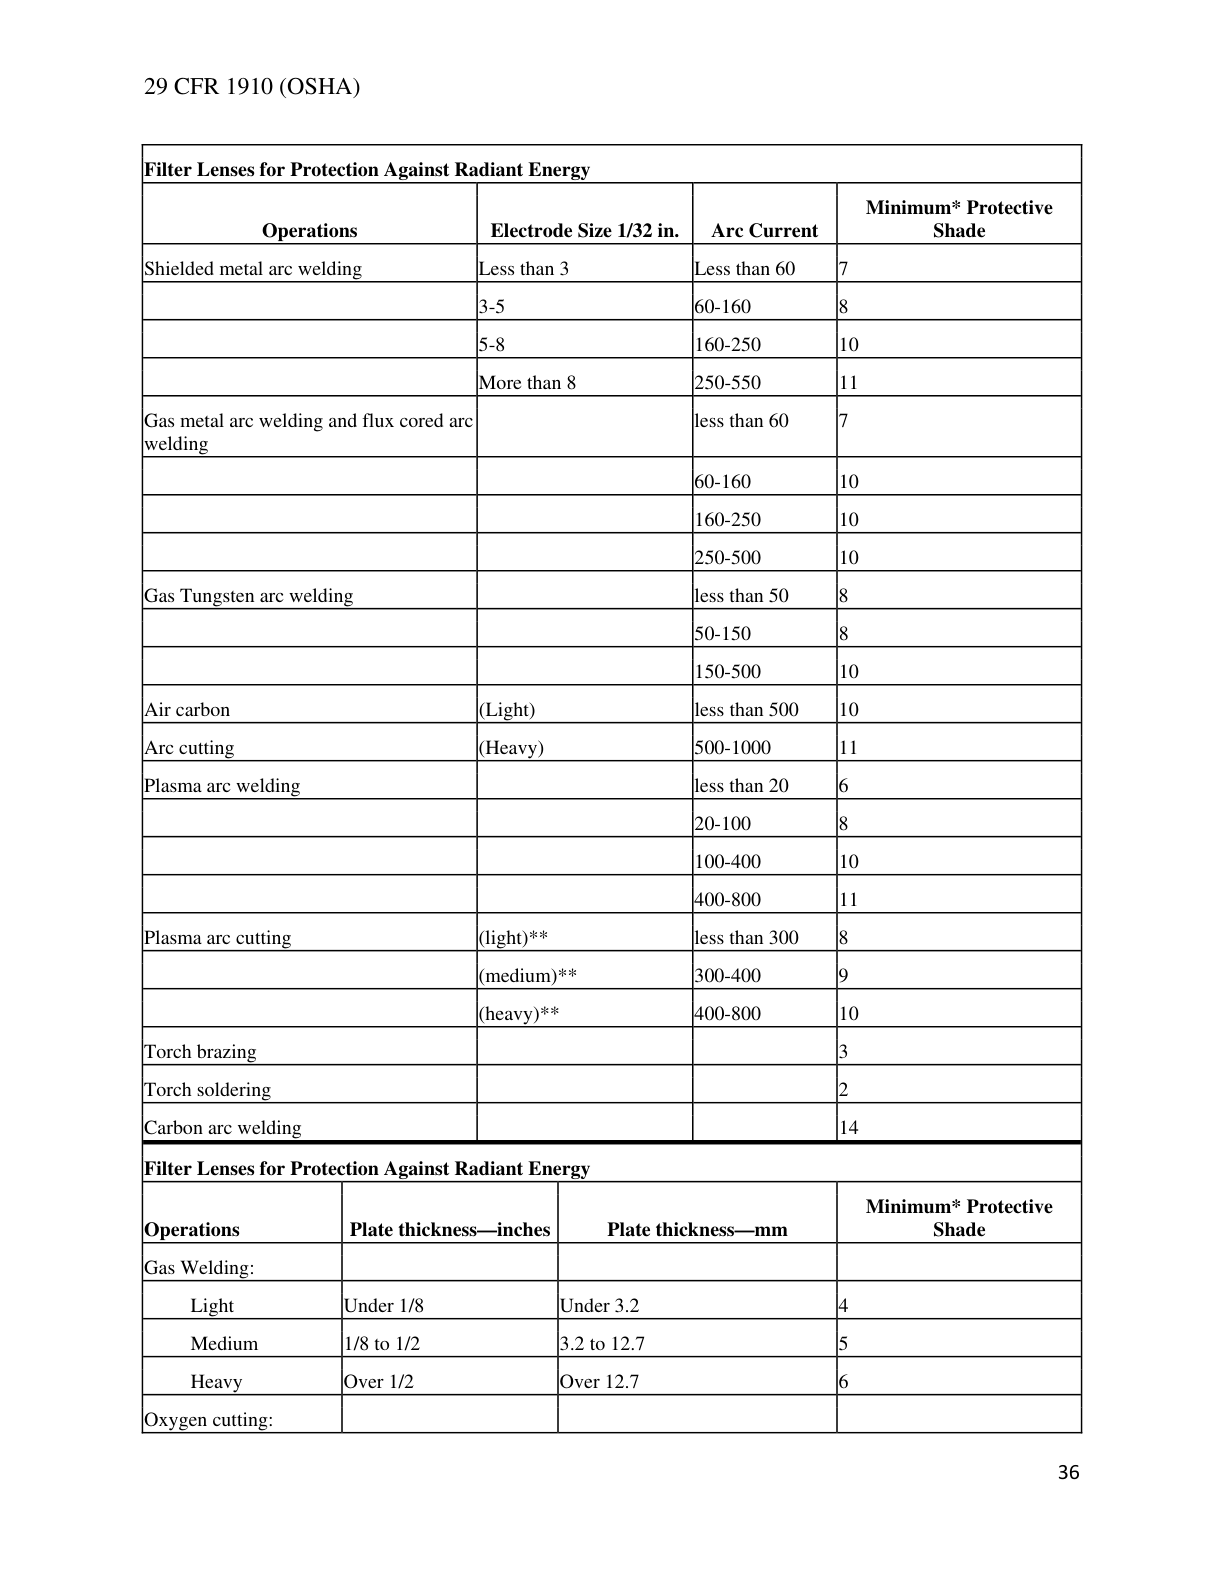 29 CFR 1910 (OSHA)
Filter Lenses for Protection Against Radiant Energy
Operations Electrode Size 1/32 in. Arc Current Minimum* Protective
Shade
Shielded metal arc welding Less than 3 Less than 60 7
3-5 60-160 8
5-8 160-250 10
More than 8 250-550 11
Gas metal arc welding and flux cored arc less than 60 7
welding
60-160 10
160-250 10
250-500 10
Gas Tungsten arc welding less than 50 8
50-150 8
150-500 10
Air carbon (Light) less than 500 10
Arc cutting (Heavy) 500-1000 11
Plasma arc welding less than 20 6
20-100 8
100-400 10
400-800 11
Plasma arc cutting (light)** less than 300 8
(medium)** 300-400 9
(heavy)** 400-800 10
Torch brazing 3
Torch soldering 2
Carbon arc welding 14
Filter Lenses for Protection Against Radiant Energy
Operations Plate thickness—inches Plate thickness—mm Minimum* Protective
Shade
Gas Welding:
Light Under 1/8 Under 3.2 4
Medium 1/8 to 1/2 3.2 to 12.7 5
Heavy Over 1/2 Over 12.7 6
Oxygen cutting:
36